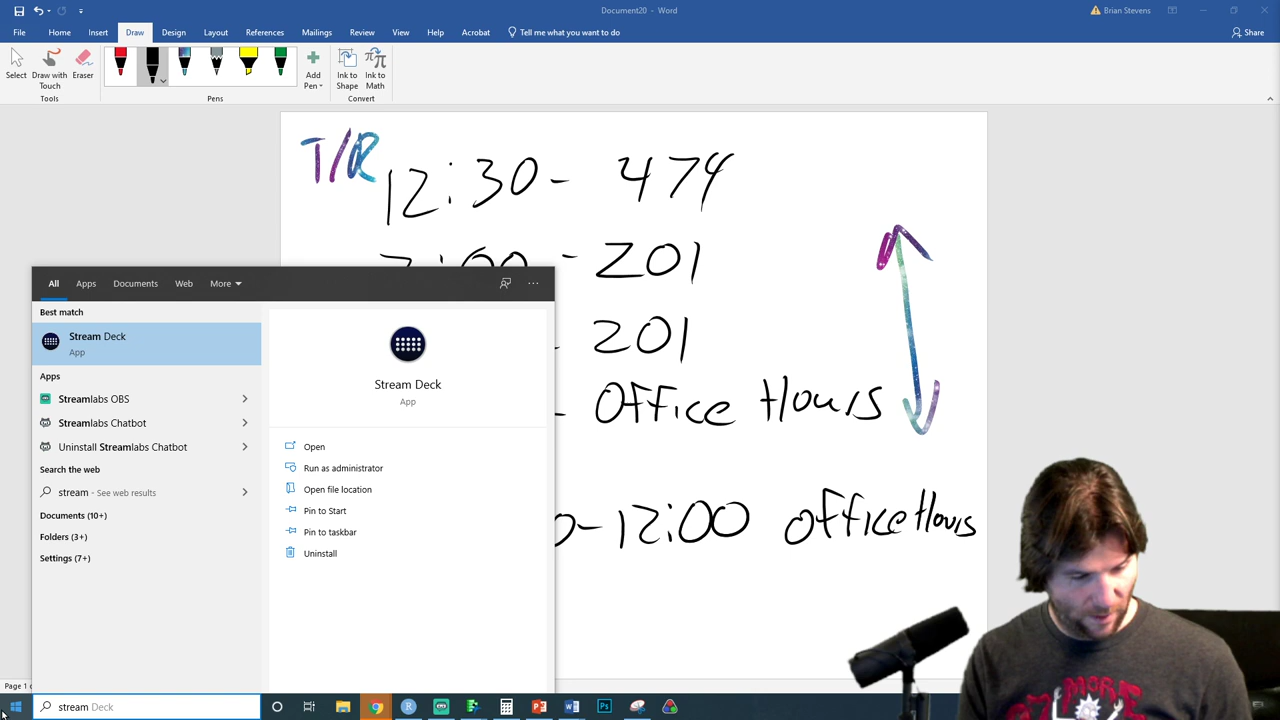 Document20 - Word
Brian Stevens
File Home Insert Draw Design Layout References Mailings Review View Help Acrobat Tell me what you want to do Share
Select Draw with Touch Eraser Add Pen Ink to Shape Ink to Math
Tools Pens Convert
T/R 12:30 - 474
:00 - 201
- 201
- Office Hours
0-12:00 office Hours
All Apps Documents Web More
Best match
Stream Deck
App
Apps
Streamlabs OBS
Streamlabs Chatbot
Uninstall Streamlabs Chatbot
Search the web
stream - See web results
Documents (10+)
Folders (3+)
Settings (7+)
Stream Deck
App
Open
Run as administrator
Open file location
Pin to Start
Pin to taskbar
Uninstall
Page 1
stream Deck
MORE